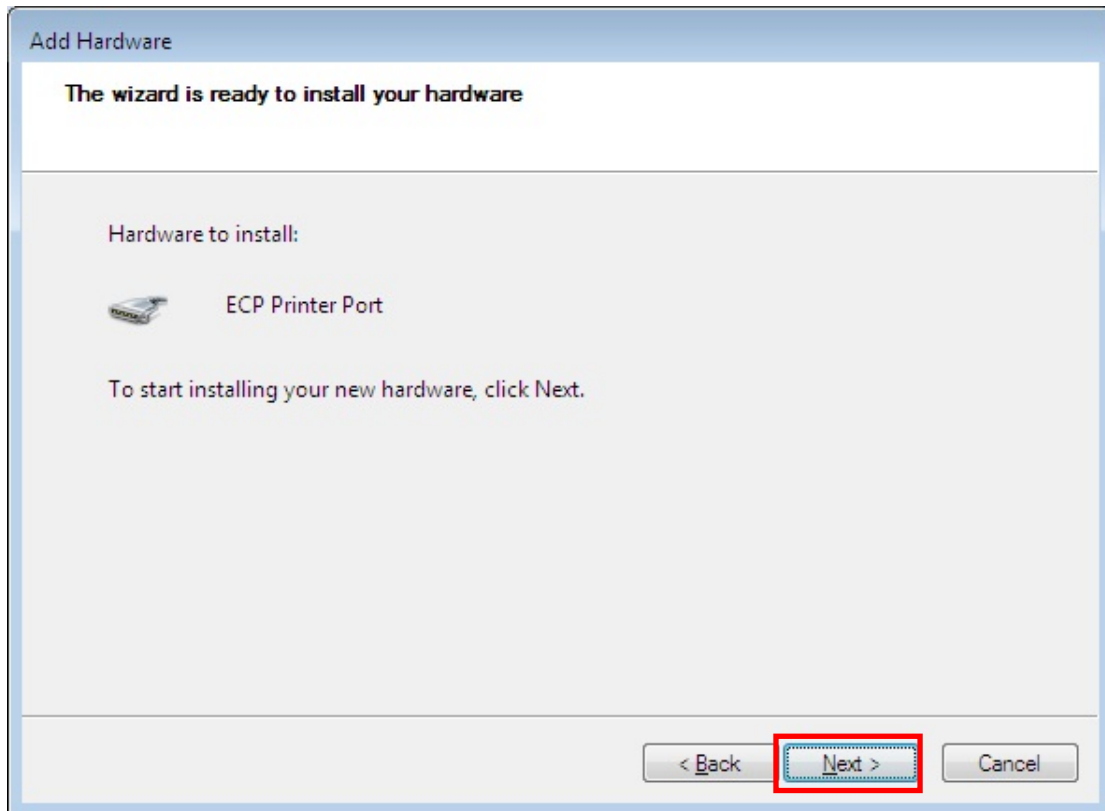 Add Hardware
The wizard is ready to install your hardware
Hardware to install:
ECP Printer Port
To start installing your new hardware, click Next.
< Back Next > Cancel